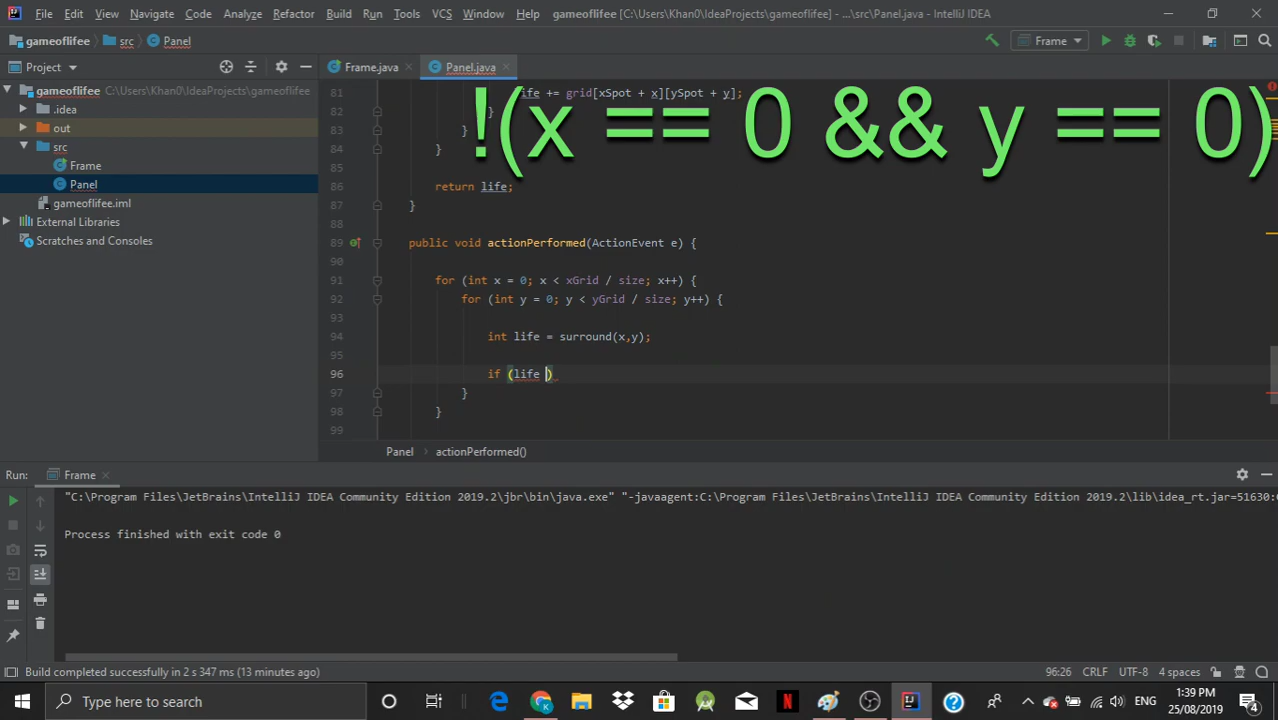 File Edit View Navigate Code Analyze Refactor Build Run Tools VCS Window Help gameoflifee [C:\Users\Khan0\IdeaProjects\gameoflifee] - ...\src\Panel.java - IntelliJ IDEA
gameoflifee src Panel Frame
Project Frame.java Panel.java
gameoflifee C:\Users\Khan0\IdeaProjects\gameoflifee
.idea
out
src
Frame
Panel
gameoflifee.iml
External Libraries
Scratches and Consoles
!(x == 0 && y == 0)
81 life += grid[xSpot + x][ySpot + y];
82 }
83 }
84 }
85
86 return life;
87 }
88
89 public void actionPerformed(ActionEvent e) {
90
91 for (int x = 0; x < xGrid / size; x++) {
92 for (int y = 0; y < yGrid / size; y++) {
93
94 int life = surround(x,y);
95
96 if (life )
97 }
98 }
99
Panel actionPerformed()
Run: Frame
"C:\Program Files\JetBrains\IntelliJ IDEA Community Edition 2019.2\jbr\bin\java.exe" "-javaagent:C:\Program Files\JetBrains\IntelliJ IDEA Community Edition 2019.2\lib\idea_rt.jar=51630:
Process finished with exit code 0
Build completed successfully in 2 s 347 ms (13 minutes ago) 96:26 CRLF UTF-8 4 spaces
Type here to search ENG 1:39 PM
25/08/2019 4